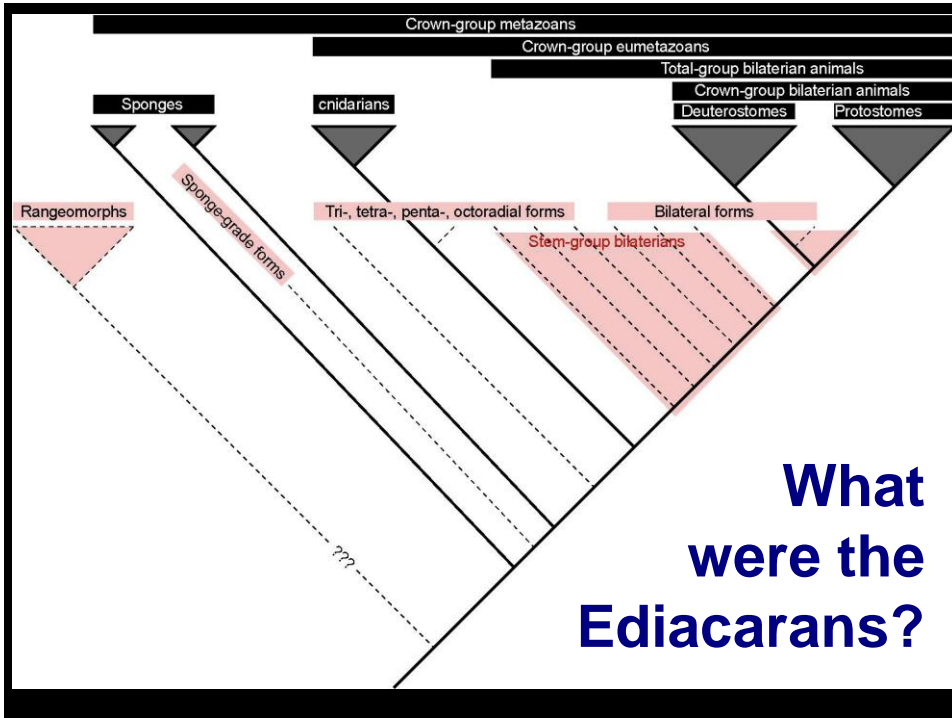 Crown-group metazoans
Crown-group eumetazoans
Total-group bilaterian animals
Crown-group bilaterian animals
Sponges
cnidarians
Deuterostomes
Protostomes
Rangeomorphs
Sponge-grade forms
Tri-, tetra-, penta-, octoradial forms
Bilateral forms
Stem-group bilaterians
???
What
were the
Ediacarans?